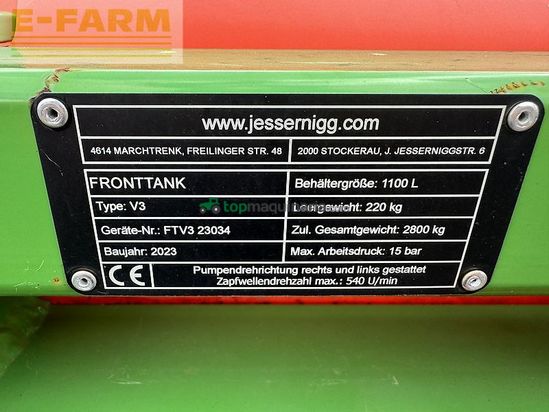 E-FARM
www.jessernigg.com
4614 MARCHTRENK, FREILINGER STR. 48 2000 STOCKERAU, J. JESSERNIGGSTR. 6
FRONTTANK Behältergröße: 1100 L
Type: V3 Leergewicht: 220 kg
topmaquinaria
Geräte-Nr.: FTV3 23034 Zul. Gesamtgewicht: 2800 kg
Baujahr: 2023 Max. Arbeitsdruck: 15 bar
CE Pumpendrehrichtung rechts und links gestattet
Zapfwellendrehzahl max.: 540 U/min